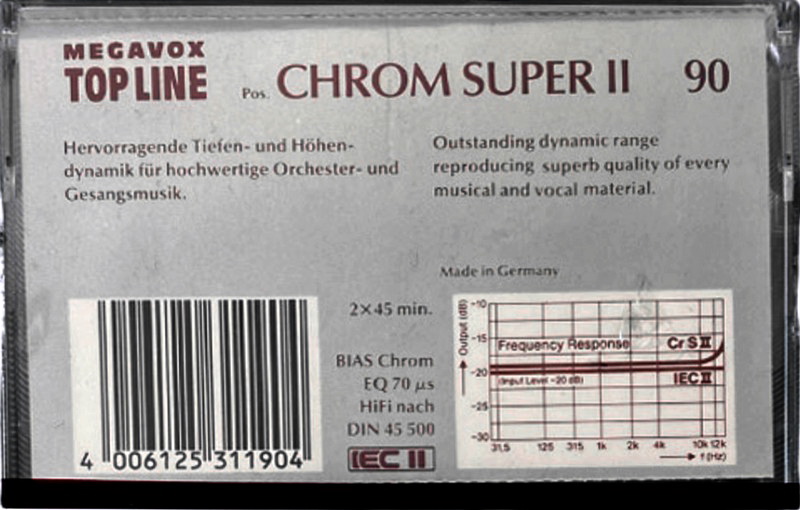 MEGAVOX
TOP LINE
Pos. CHROM SUPER II 90
Hervorragende Tiefen- und Höhen-
dynamik für hochwertige Orchester- und
Gesangsmusik.
Outstanding dynamic range
reproducing superb quality of every
musical and vocal material.
Made in Germany
2×45 min.
BIAS Chrom
EQ 70 µs
HiFi nach
DIN 45 500
IEC II
4 006125 311904
Output (dB)
-10
-15
-20
-25
-30
Frequency Response
Cr S II
(Input Level -20 dB)
IEC II
31,5 125 315 1k 2k 4k 10k 12k
f (Hz)